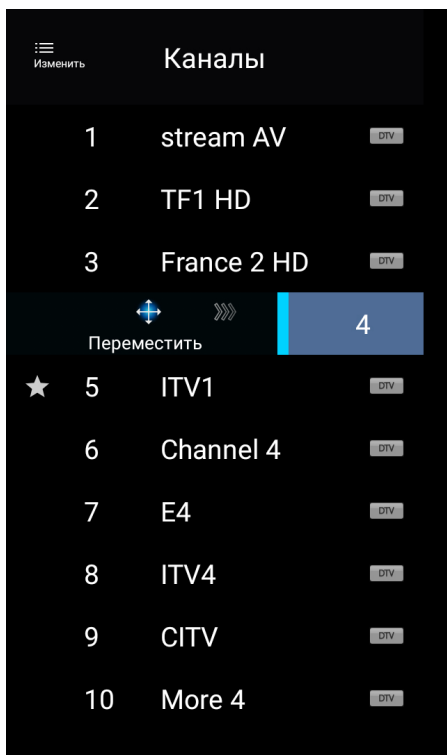 Изменить
Каналы
1 stream AV DTV
2 TF1 HD DTV
3 France 2 HD DTV
Переместить 4
5 ITV1 DTV
6 Channel 4 DTV
7 E4 DTV
8 ITV4 DTV
9 CITV DTV
10 More 4 DTV